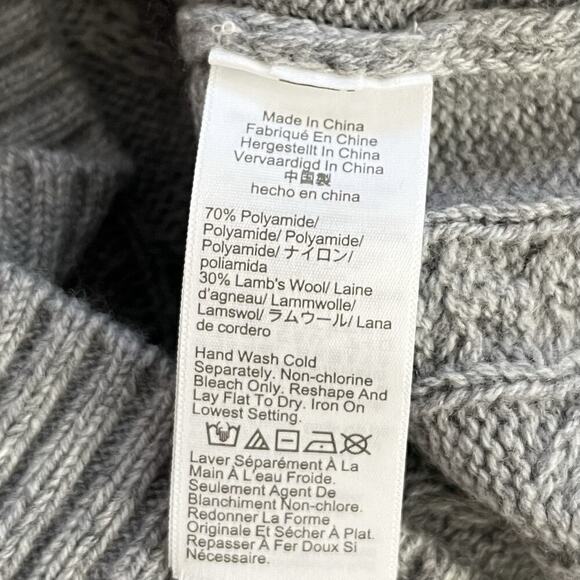 Made In China
Fabriqué En Chine
Hergestellt In China
Vervaardigd In China
中国製
hecho en china
70% Polyamide/
Polyamide/ Polyamide/
Polyamide/ ナイロン/
poliamida
30% Lamb's Wool/ Laine
d'agneau/ Lammwolle/
Lamswol/ ラムウール/ Lana
de cordero
Hand Wash Cold
Separately. Non-chlorine
Bleach Only. Reshape And
Lay Flat To Dry. Iron On
Lowest Setting.
Laver Séparément À La
Main À L'eau Froide.
Seulement Agent De
Blanchiment Non-chlore.
Redonner La Forme
Originale Et Sécher À Plat.
Repasser À Fer Doux Si
Nécessaire.